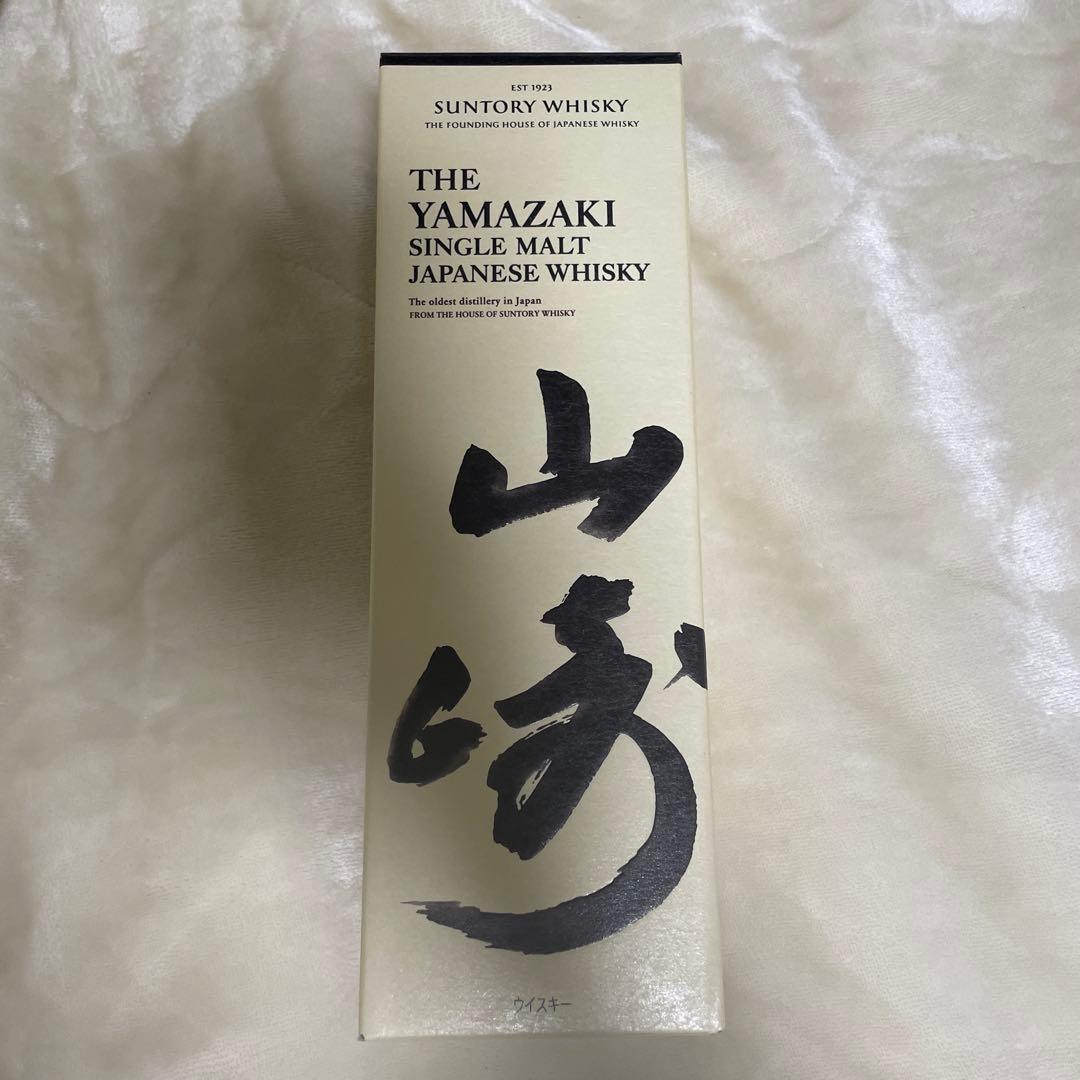 EST 1923
SUNTORY WHISKY
THE FOUNDING HOUSE OF JAPANESE WHISKY
THE
YAMAZAKI
SINGLE MALT
JAPANESE WHISKY
The oldest distillery in Japan
FROM THE HOUSE OF SUNTORY WHISKY
山
崎
ウイスキー